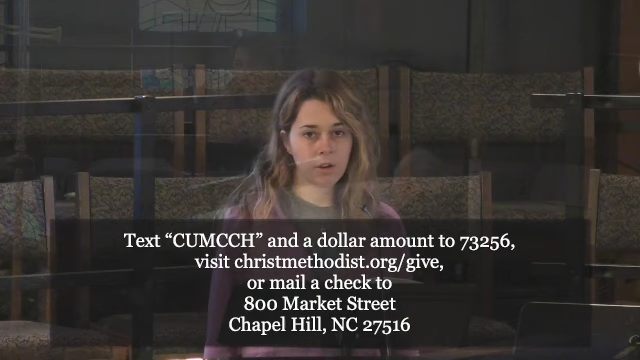 Text “CUMCCH” and a dollar amount to 73256,
visit christmethodist.org/give,
or mail a check to
800 Market Street
Chapel Hill, NC 27516